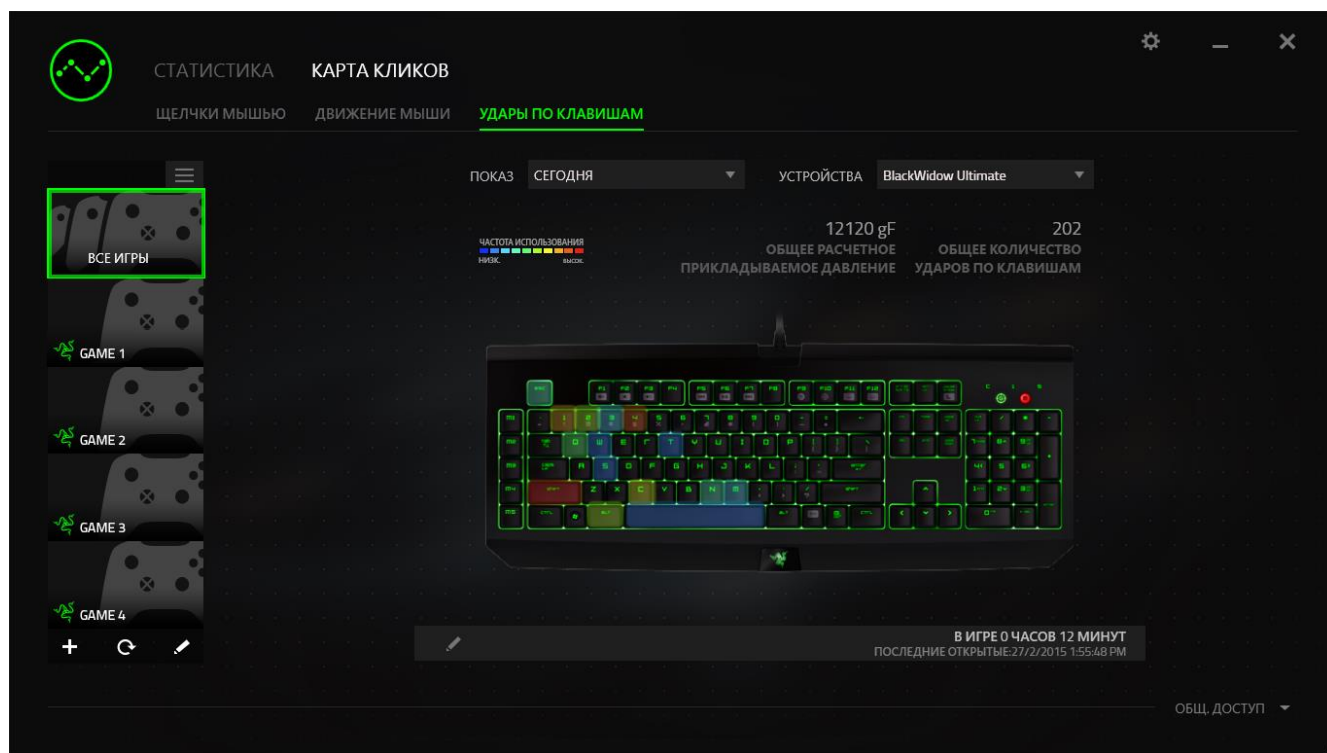 СТАТИСТИКА КАРТА КЛИКОВ
ЩЕЛЧКИ МЫШЬЮ ДВИЖЕНИЕ МЫШИ УДАРЫ ПО КЛАВИШАМ
ПОКАЗ СЕГОДНЯ УСТРОЙСТВА BlackWidow Ultimate
ЧАСТОТА ИСПОЛЬЗОВАНИЯ
НИЗК. ВЫСОК.
12120 gF
ОБЩЕЕ РАСЧЕТНОЕ
ПРИКЛАДЫВАЕМОЕ ДАВЛЕНИЕ
202
ОБЩЕЕ КОЛИЧЕСТВО
УДАРОВ ПО КЛАВИШАМ
ВСЕ ИГРЫ
GAME 1
GAME 2
GAME 3
GAME 4
В ИГРЕ 0 ЧАСОВ 12 МИНУТ
ПОСЛЕДНИЕ ОТКРЫТЫЕ:27/2/2015 1:55:48 PM
ОБЩ. ДОСТУП